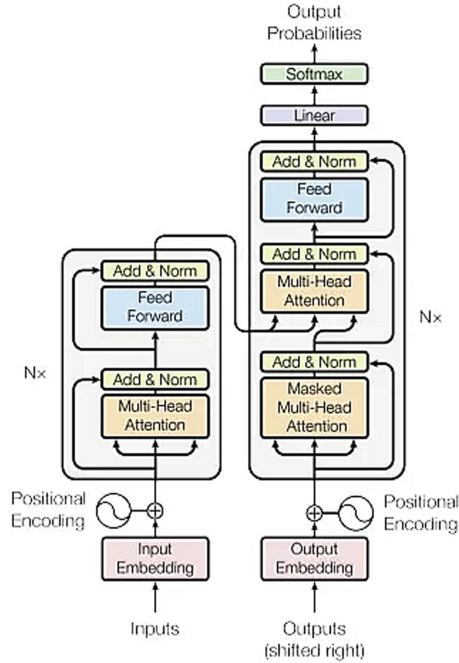 Output
Probabilities
Softmax
Linear
Add & Norm
Feed
Forward
Add & Norm
Multi-Head
Attention
Add & Norm
Masked
Multi-Head
Attention
Nx
Positional
Encoding
Output
Embedding
Outputs
(shifted right)
Add & Norm
Feed
Forward
Add & Norm
Multi-Head
Attention
Nx
Positional
Encoding
Input
Embedding
Inputs